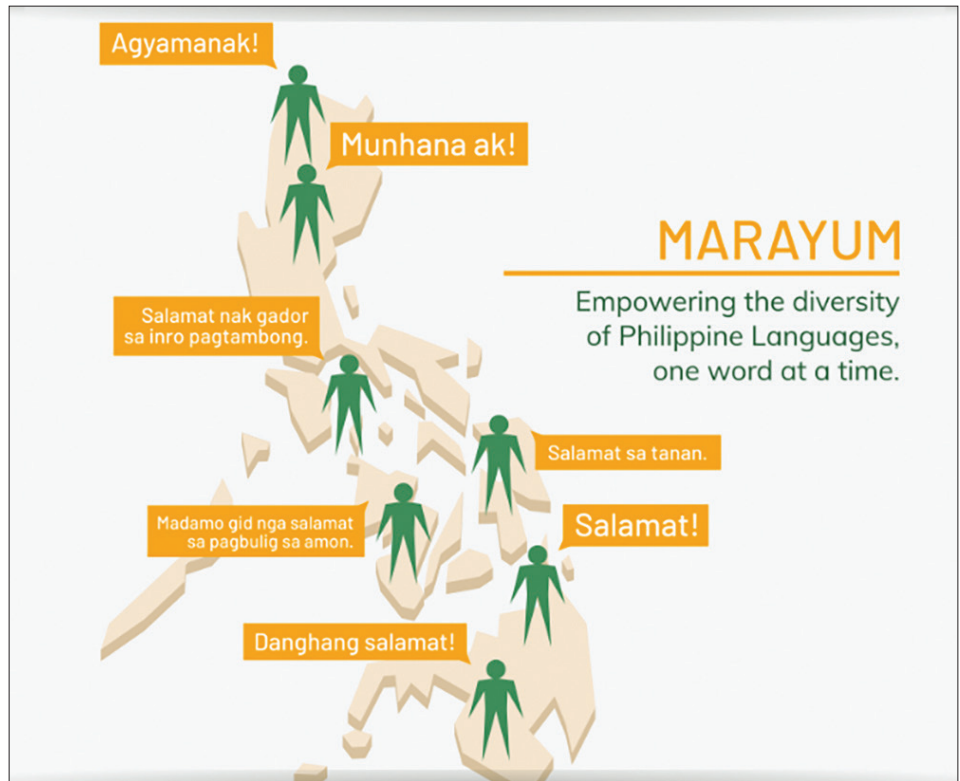 Agyamanak!
Munhana ak!
MARAYUM
Empowering the diversity
of Philippine Languages,
one word at a time.
Salamat nak gador
sa inro pagtambong.
Salamat sa tanan.
Madamo gid nga salamat
sa pagbulig sa amon.
Salamat!
Danghang salamat!